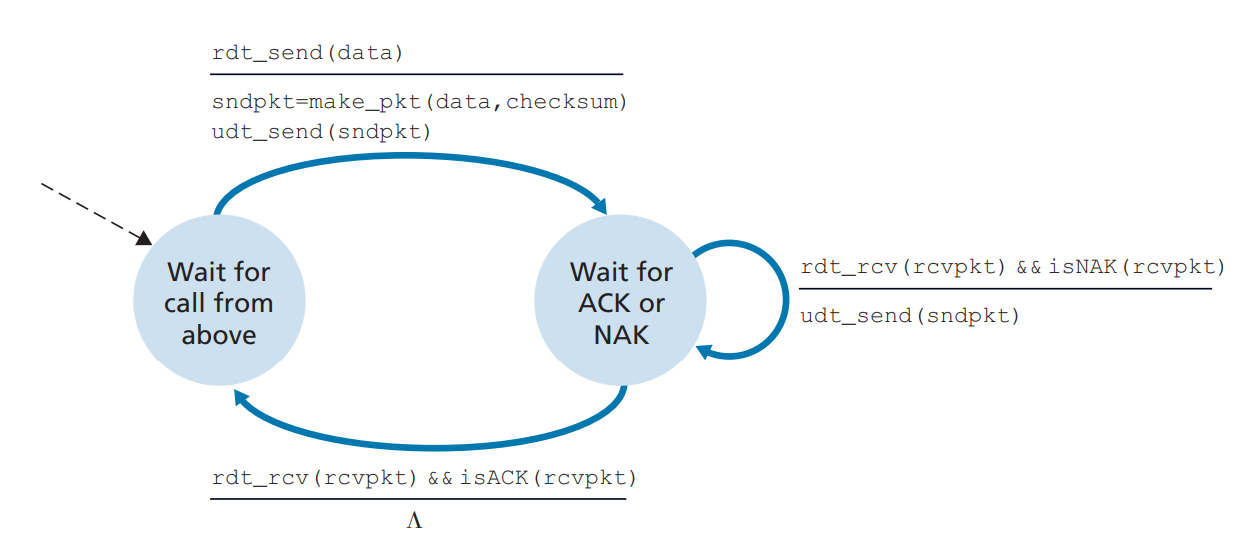 rdt_send(data)
sndpkt=make_pkt(data,checksum)
udt_send(sndpkt)
Wait for
call from
above
Wait for
ACK or
NAK
rdt_rcv(rcvpkt) && isNAK(rcvpkt)
udt_send(sndpkt)
rdt_rcv(rcvpkt) && isACK(rcvpkt)
Λ